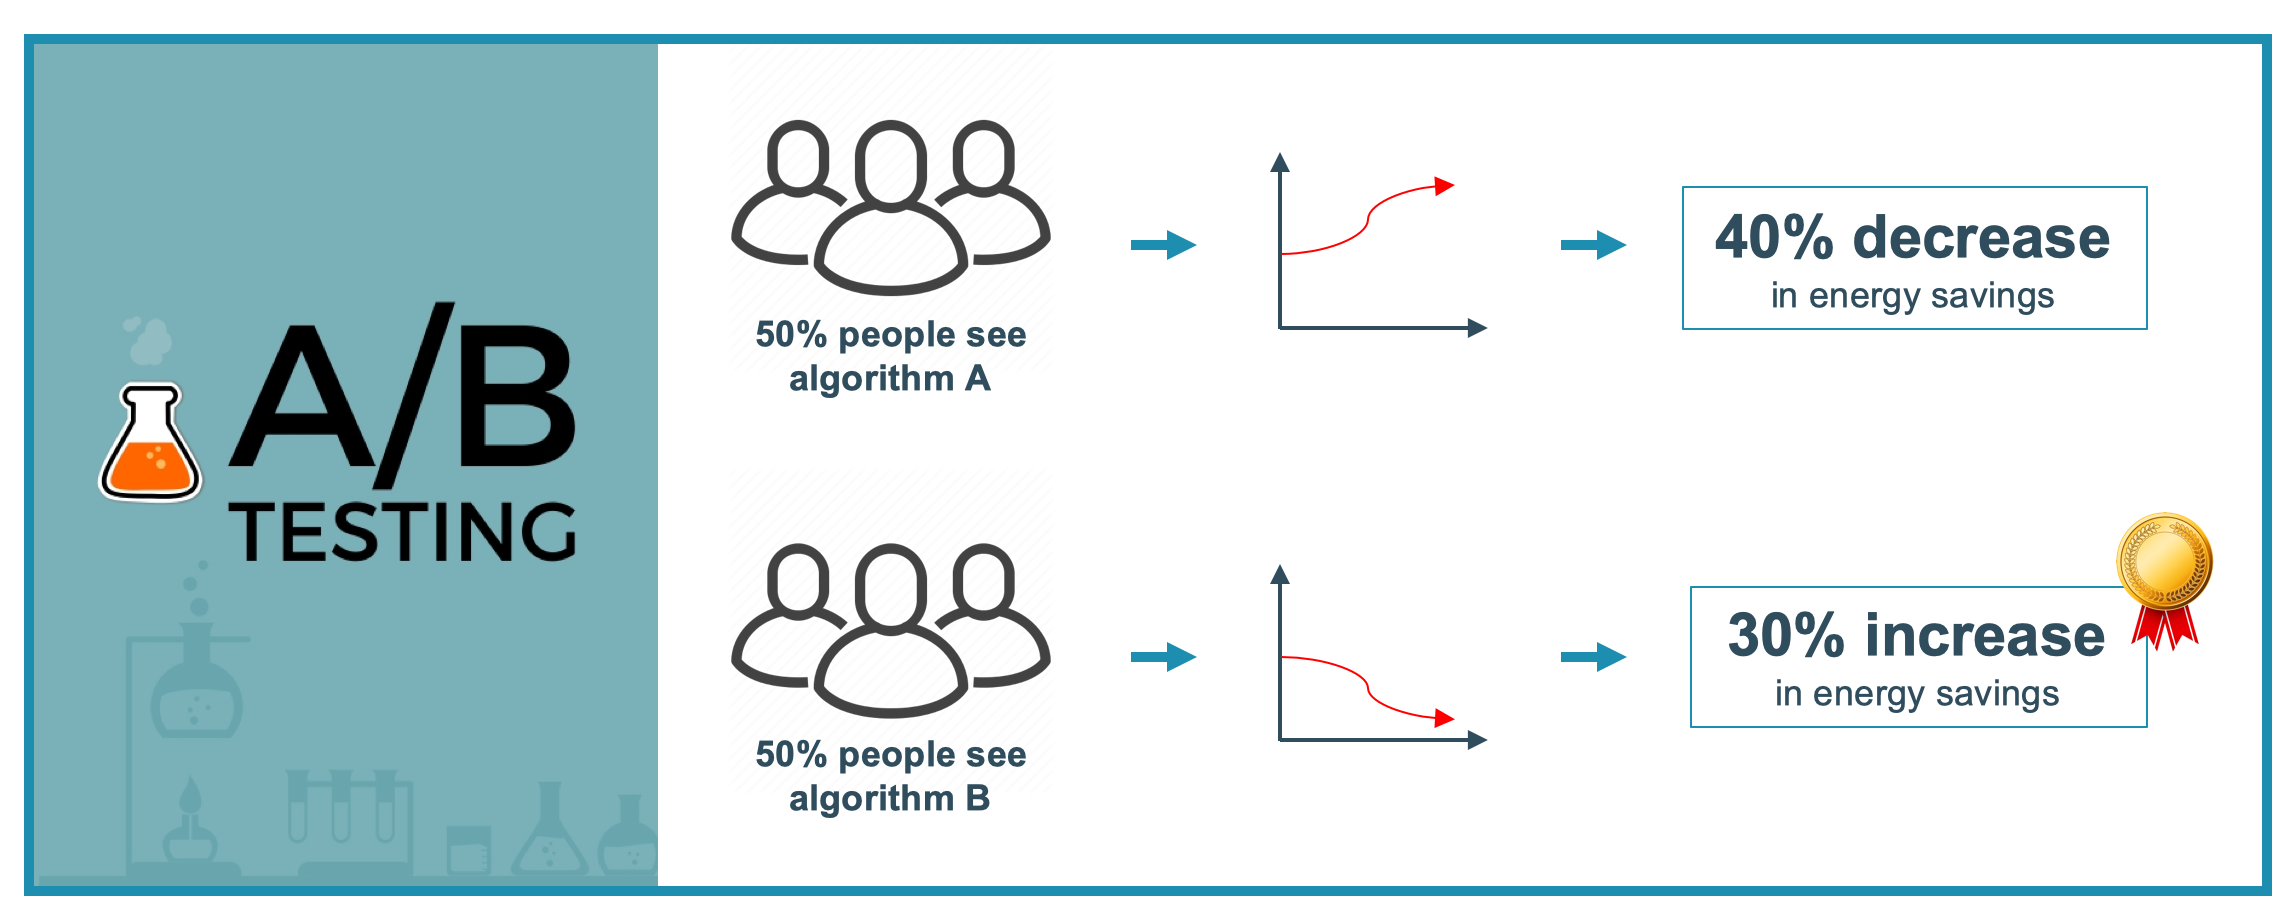 A/B
TESTING
50% people see
algorithm A
40% decrease
in energy savings
50% people see
algorithm B
30% increase
in energy savings